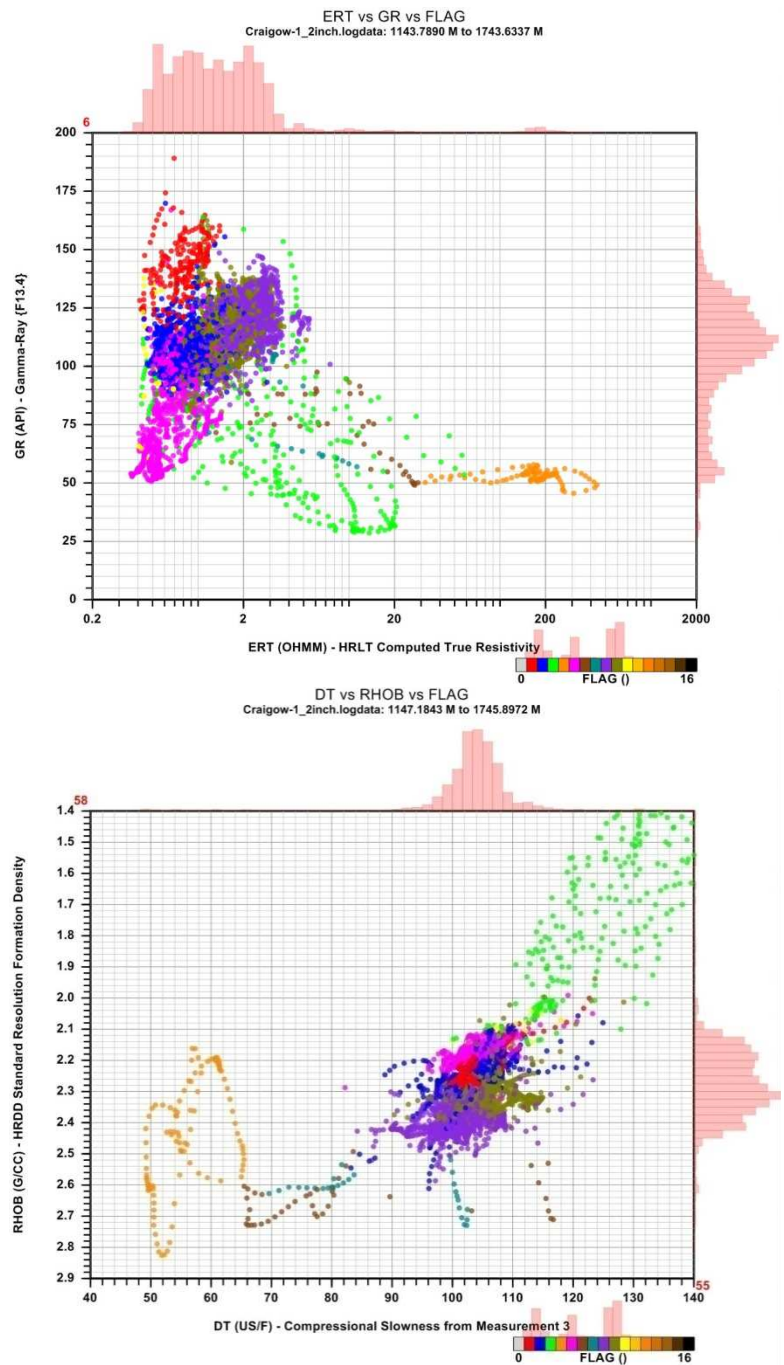 ERT vs GR vs FLAG
Craigow-1_2inch.logdata: 1143.7890 M to 1743.6337 M
6
200
175
150
125
100
75
50
25
0
GR (API) - Gamma-Ray {F13.4}
0.2 2 20 200 2000
ERT (OHMM) - HRLT Computed True Resistivity
0 FLAG () 16
DT vs RHOB vs FLAG
Craigow-1_2inch.logdata: 1147.1843 M to 1745.8972 M
58
1.4
1.5
1.6
1.7
1.8
1.9
2.0
2.1
2.2
2.3
2.4
2.5
2.6
2.7
2.8
2.9
RHOB (G/CC) - HRDD Standard Resolution Formation Density
55
40 50 60 70 80 90 100 110 120 130 140
DT (US/F) - Compressional Slowness from Measurement 3
0 FLAG () 16